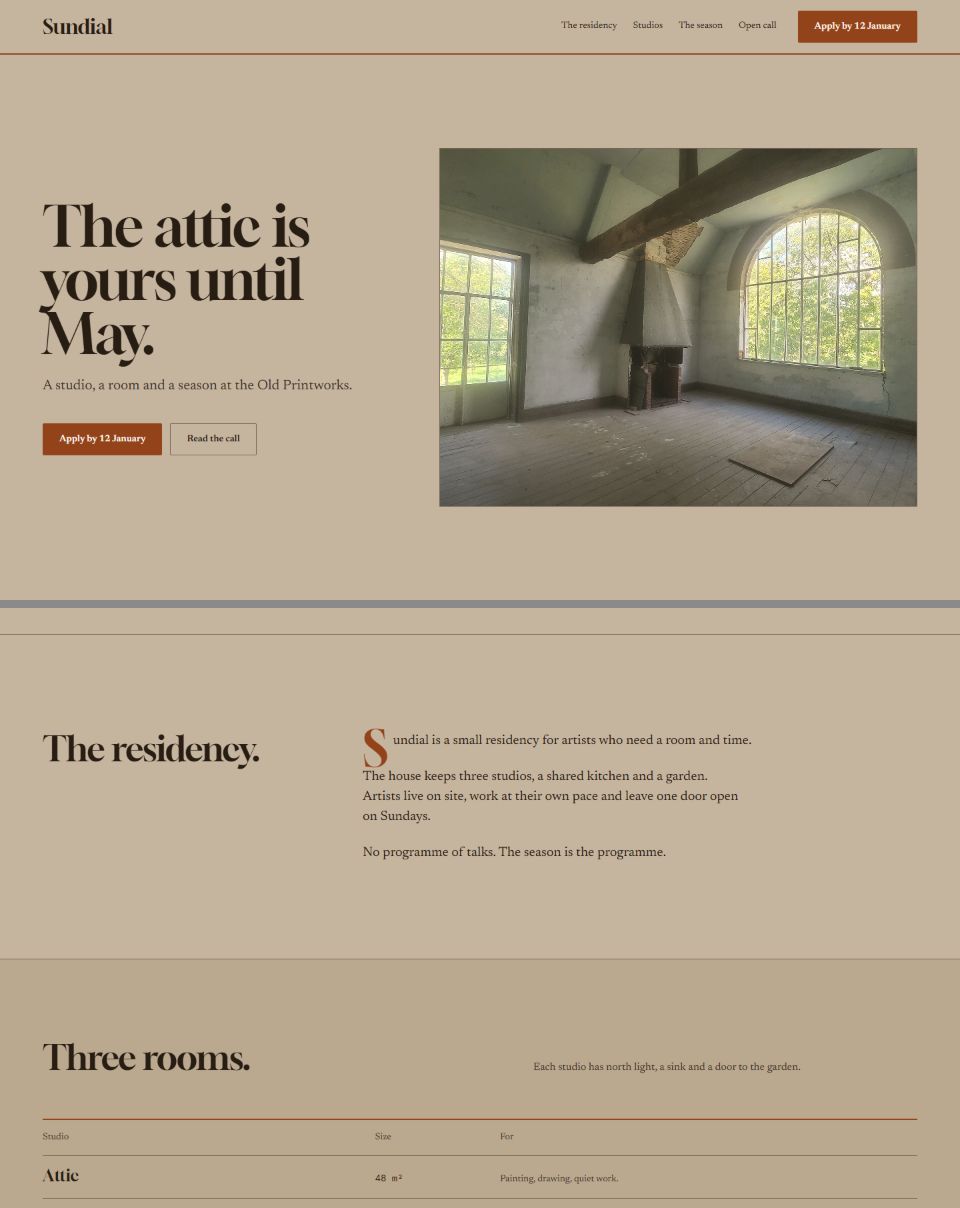 Sundial
The residency
Studios
The season
Open call
Apply by 12 January
The attic is
yours until
May.
A studio, a room and a season at the Old Printworks.
Apply by 12 January
Read the call
The residency.
Sundial is a small residency for artists who need a room and time.
The house keeps three studios, a shared kitchen and a garden.
Artists live on site, work at their own pace and leave one door open
on Sundays.
No programme of talks. The season is the programme.
Three rooms.
Each studio has north light, a sink and a door to the garden.
Studio
Size
For
Attic
48 m²
Painting, drawing, quiet work.